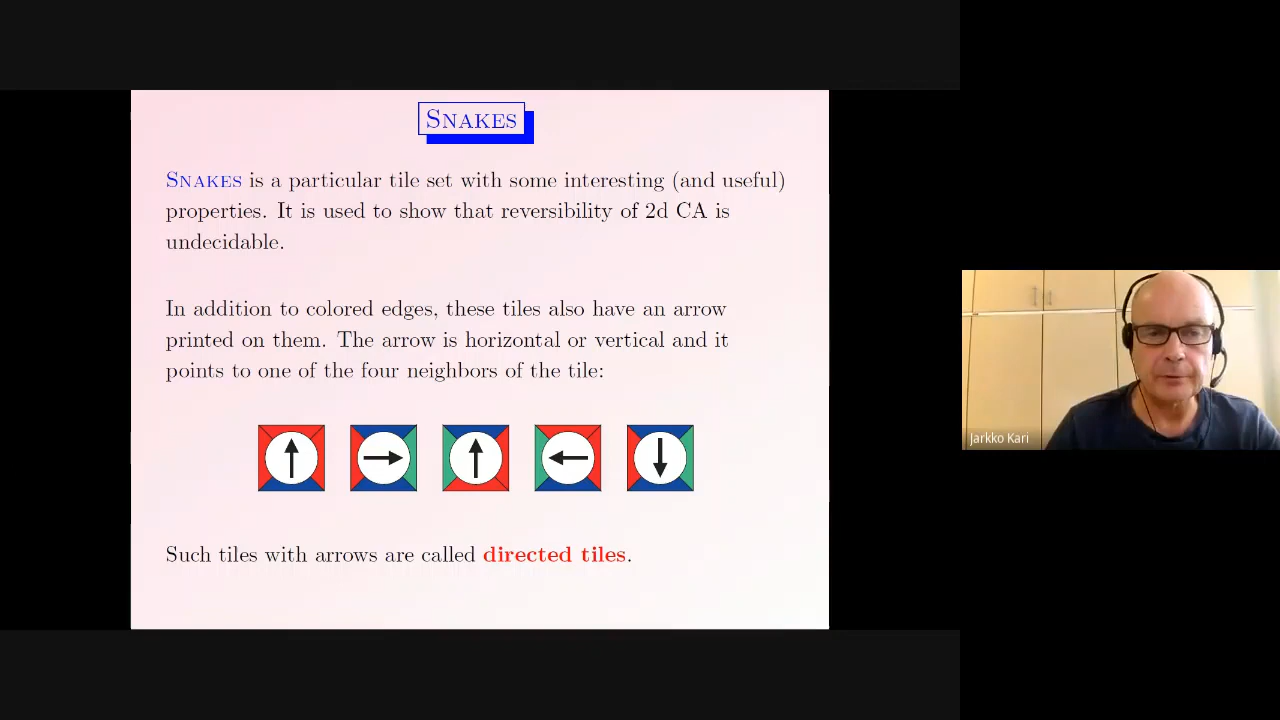 SNAKES
SNAKES is a particular tile set with some interesting (and useful)
properties. It is used to show that reversibility of 2d CA is
undecidable.
In addition to colored edges, these tiles also have an arrow
printed on them. The arrow is horizontal or vertical and it
points to one of the four neighbors of the tile:
Such tiles with arrows are called directed tiles.
Jarkko Kari